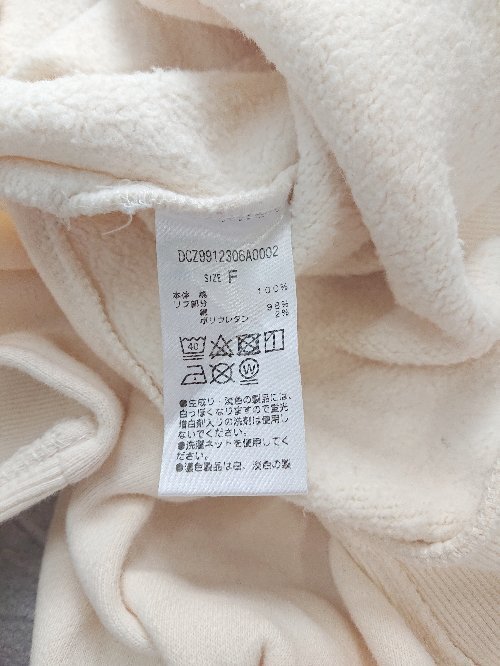 DCZ9912306A0002
SIZE F
本体 綿 100%
リブ部分
綿 98%
ポリウレタン 2%
40
W
●生成り・淡色の製品には、
白っぽくなりますので蛍光
増白剤入りの洗剤は使用し
ないでください。
●洗濯ネットを使用してく
ださい。
●濃色製品は白、淡色の製